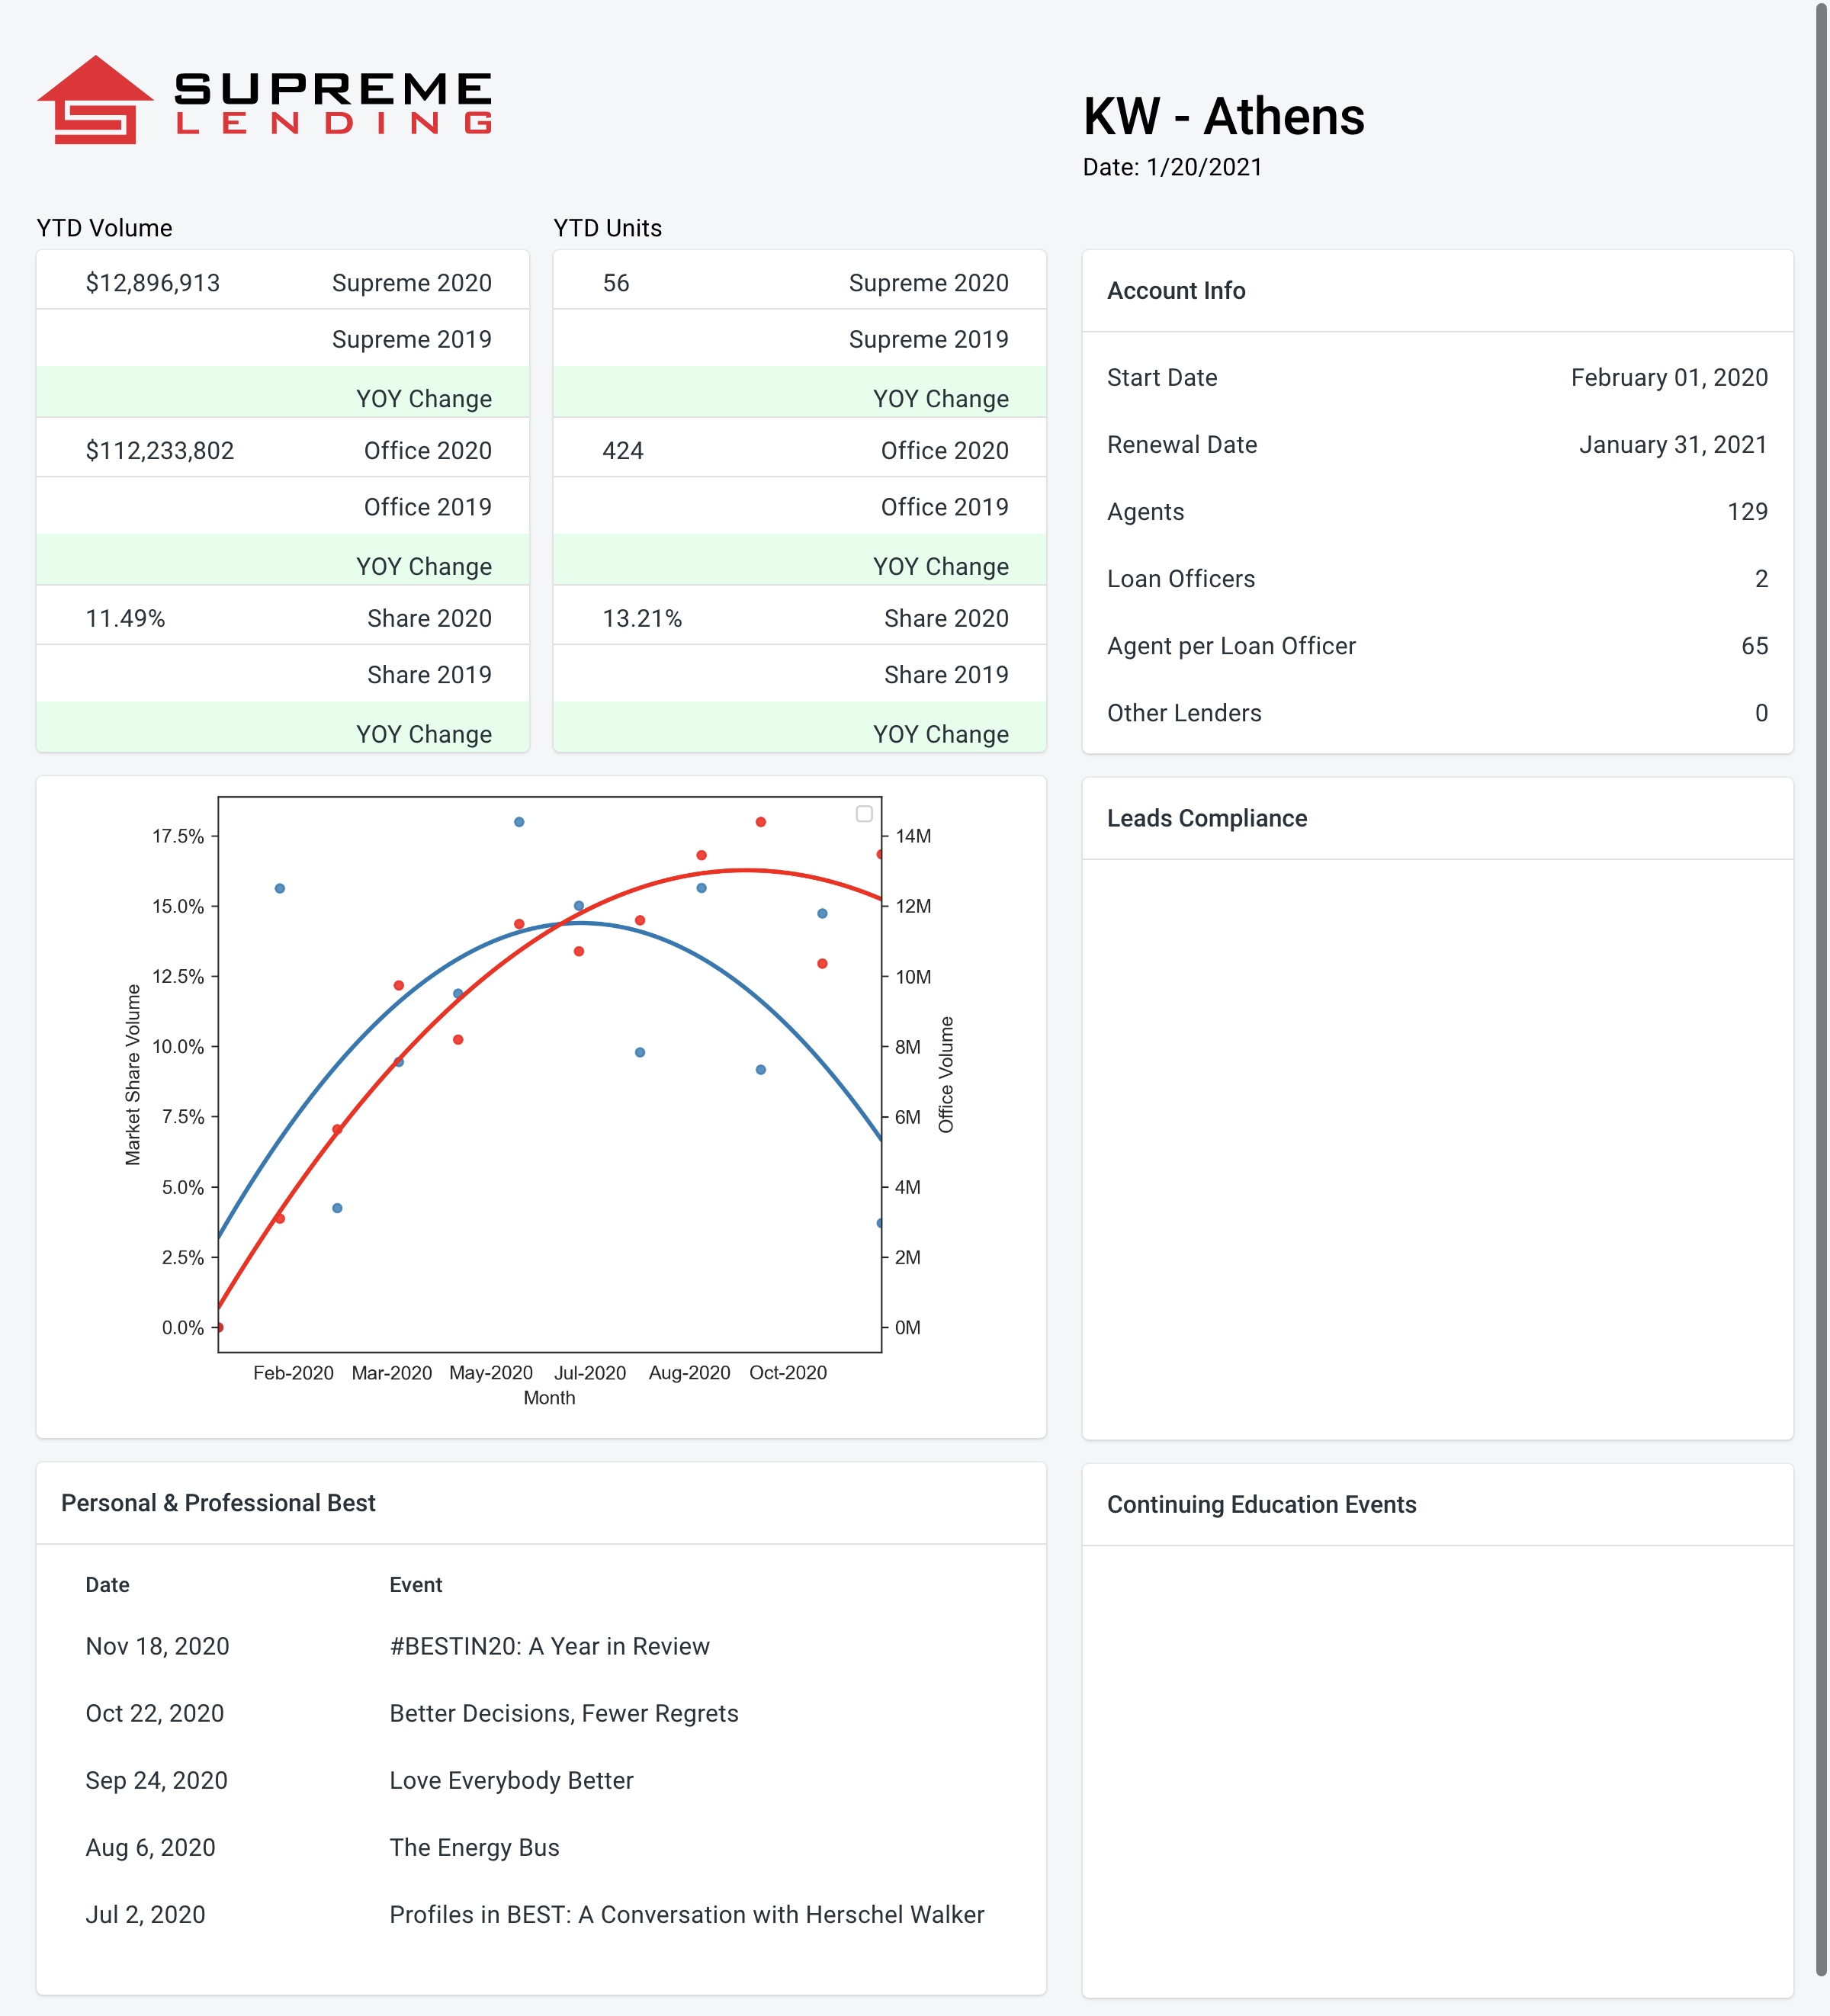 SUPREME
LENDING
KW - Athens
Date: 1/20/2021
YTD Volume
$12,896,913 Supreme 2020
Supreme 2019
YOY Change
$112,233,802 Office 2020
Office 2019
YOY Change
11.49% Share 2020
Share 2019
YOY Change
YTD Units
56 Supreme 2020
Supreme 2019
YOY Change
424 Office 2020
Office 2019
YOY Change
13.21% Share 2020
Share 2019
YOY Change
Account Info
Start Date February 01, 2020
Renewal Date January 31, 2021
Agents 129
Loan Officers 2
Agent per Loan Officer 65
Other Lenders 0
Market Share Volume
17.5%
15.0%
12.5%
10.0%
7.5%
5.0%
2.5%
0.0%
14M
12M
10M
8M
6M
4M
2M
0M
Office Volume
Feb-2020 Mar-2020 May-2020 Jul-2020 Aug-2020 Oct-2020
Month
Leads Compliance
Personal & Professional Best
Date Event
Nov 18, 2020 #BESTIN20: A Year in Review
Oct 22, 2020 Better Decisions, Fewer Regrets
Sep 24, 2020 Love Everybody Better
Aug 6, 2020 The Energy Bus
Jul 2, 2020 Profiles in BEST: A Conversation with Herschel Walker
Continuing Education Events